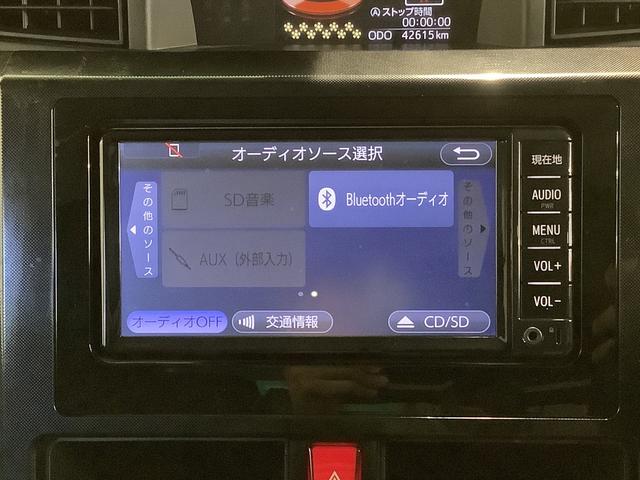 Ⓐストップ時間
00:00:00
ODO 42615km
オーディオソース選択
現在地
その他のソース
SD音楽
Bluetoothオーディオ
その他のソース
AUDIO
PWR
MENU
CTRL
AUX (外部入力)
VOL+
VOL−
オーディオOFF
交通情報
CD/SD